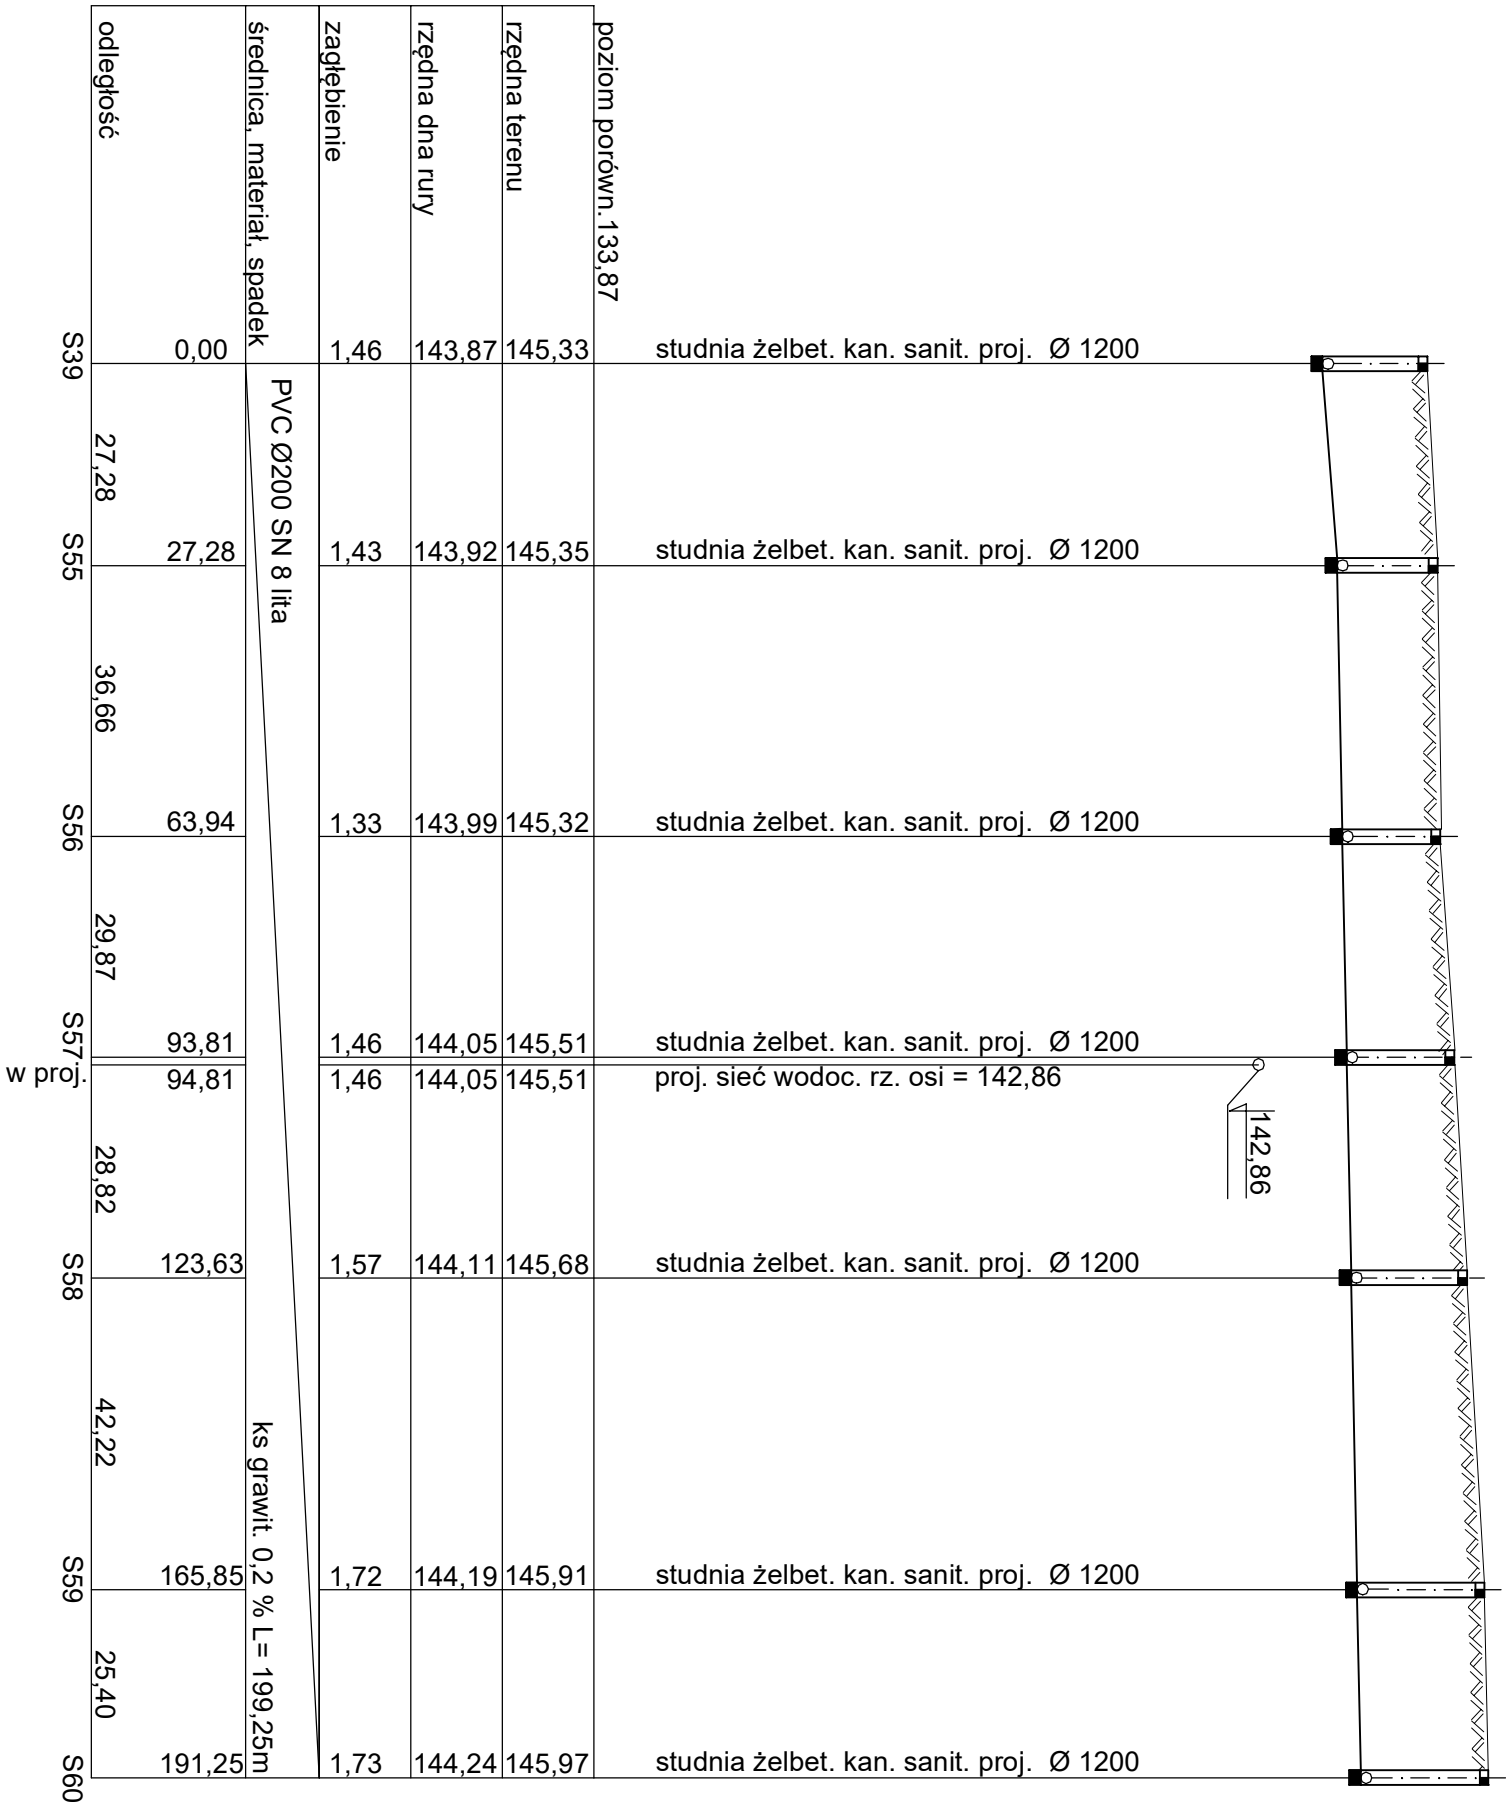 poziom porówn.133,87
rzędna terenu
rzędna dna rury
zagłębienie
średnica, materiał, spadek
odległość
S39
0,00
1,46
143,87
145,33
studnia żelbet. kan. sanit. proj. Ø 1200
PVC Ø200 SN 8 lita
27,28
S55
27,28
1,43
143,92
145,35
studnia żelbet. kan. sanit. proj. Ø 1200
36,66
S56
63,94
1,33
143,99
145,32
studnia żelbet. kan. sanit. proj. Ø 1200
29,87
S57
93,81
1,46
144,05
145,51
studnia żelbet. kan. sanit. proj. Ø 1200
w proj.
94,81
1,46
144,05
145,51
proj. sieć wodoc. rz. osi = 142,86
142,86
28,82
S58
123,63
1,57
144,11
145,68
studnia żelbet. kan. sanit. proj. Ø 1200
42,22
ks grawit. 0,2 % L= 199,25m
S59
165,85
1,72
144,19
145,91
studnia żelbet. kan. sanit. proj. Ø 1200
25,40
S60
191,25
1,73
144,24
145,97
studnia żelbet. kan. sanit. proj. Ø 1200